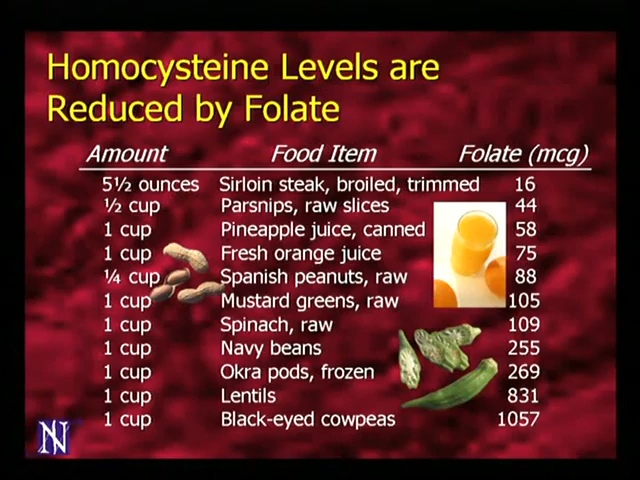 Homocysteine Levels are
Reduced by Folate
Amount Food Item Folate (mcg)
5½ ounces Sirloin steak, broiled, trimmed 16
½ cup Parsnips, raw slices 44
1 cup Pineapple juice, canned 58
1 cup Fresh orange juice 75
¼ cup Spanish peanuts, raw 88
1 cup Mustard greens, raw 105
1 cup Spinach, raw 109
1 cup Navy beans 255
1 cup Okra pods, frozen 269
1 cup Lentils 831
1 cup Black-eyed cowpeas 1057
N